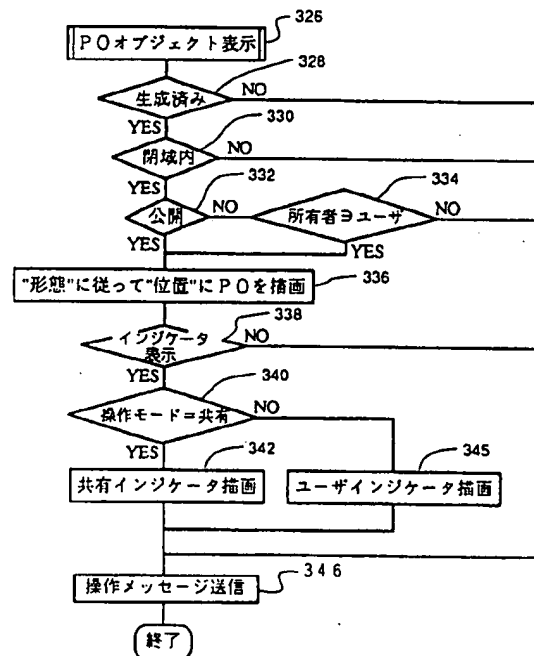 POオブジェクト表示
326
328
生成済み
NO
YES
330
閉域内
NO
YES
332
334
公開
NO
所有者∋ユーザ
NO
YES
YES
"形態"に従って"位置"にPOを描画
336
338
インジケータ
表示
NO
YES
340
操作モード=共有
NO
YES
342
345
共有インジケータ描画
ユーザインジケータ描画
操作メッセージ送信
346
終了